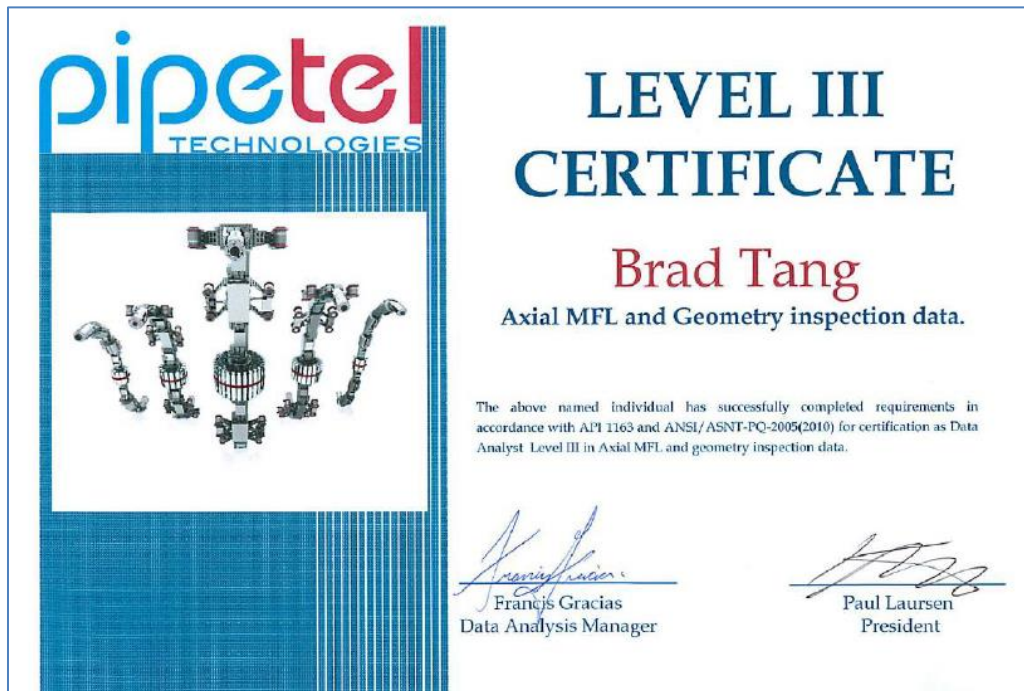 pipetel
TECHNOLOGIES
LEVEL III
CERTIFICATE
Brad Tang
Axial MFL and Geometry inspection data.
The above named individual has successfully completed requirements in
accordance with API 1163 and ANSI/ASNT-PQ-2005(2010) for certification as Data
Analyst Level III in Axial MFL and geometry inspection data.
Francis Gracias
Data Analysis Manager
Paul Laursen
President